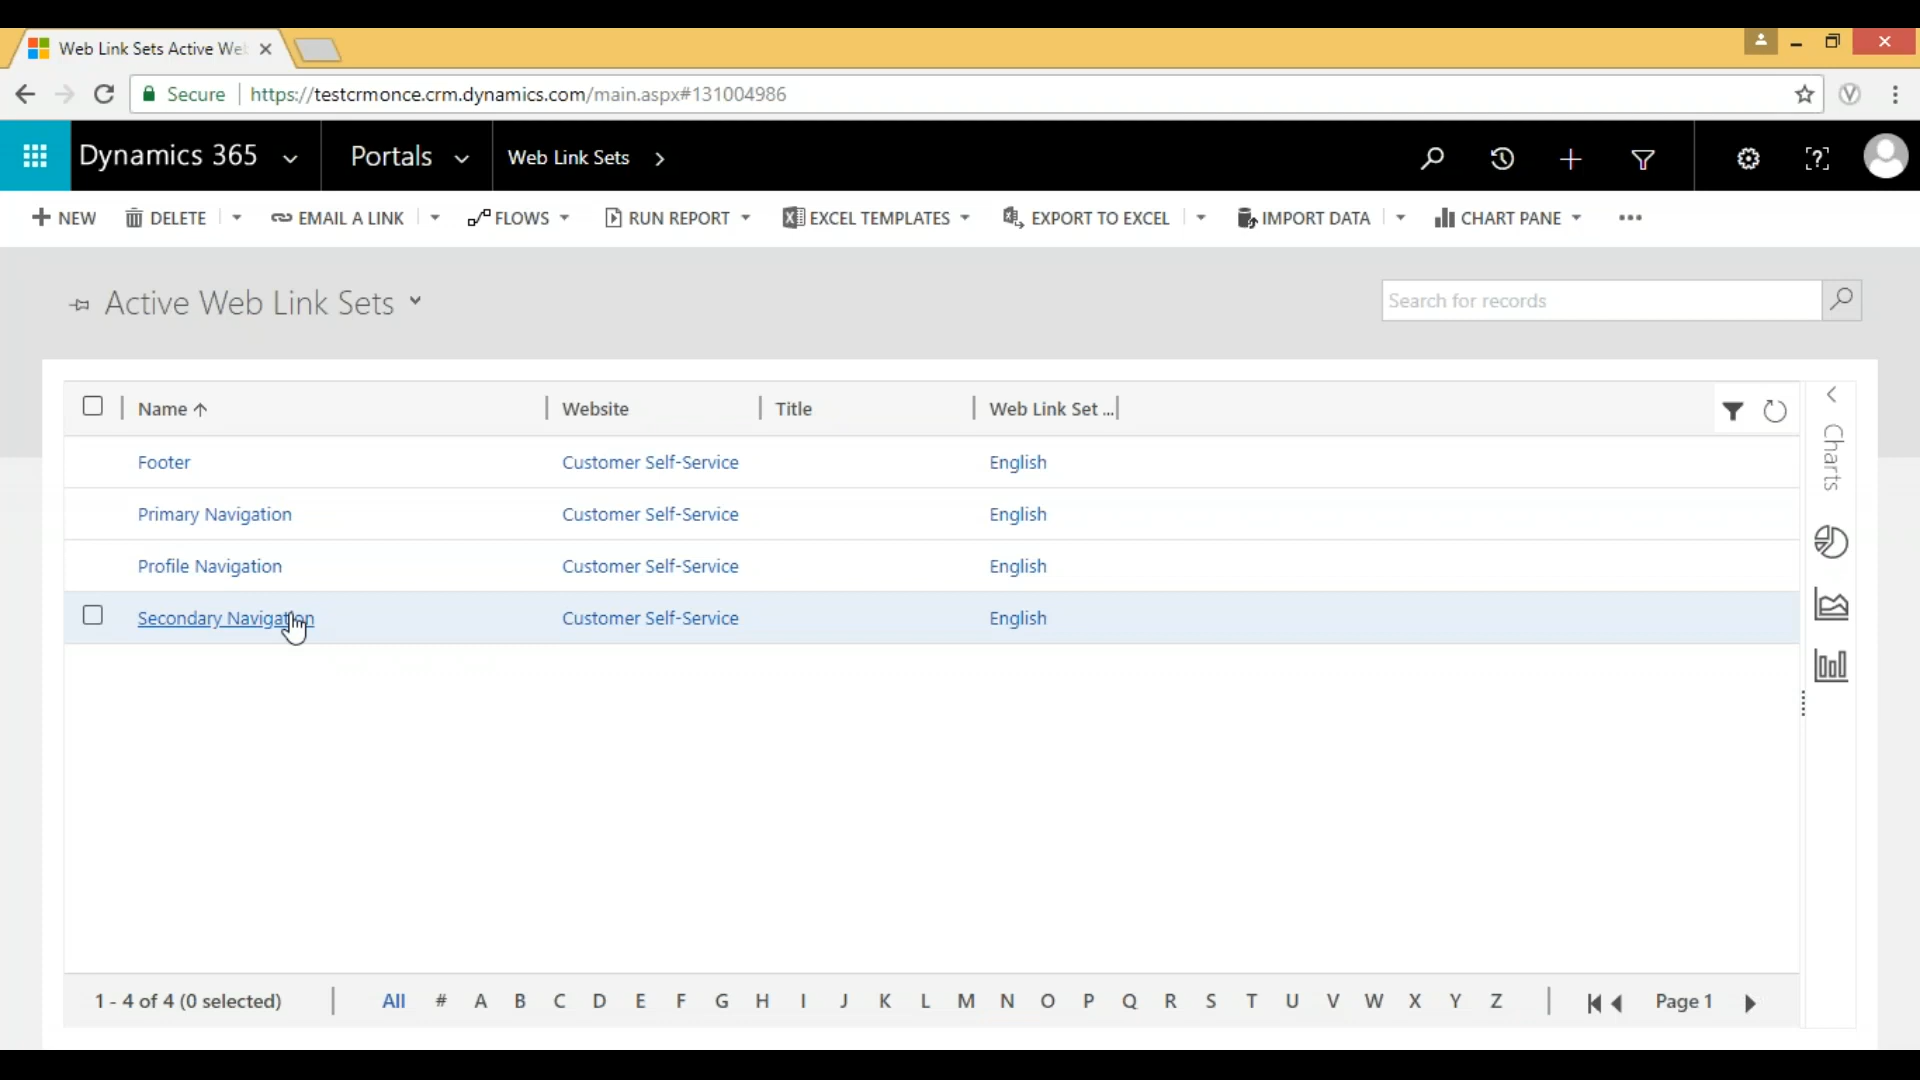 Web Link Sets Active We
Secure https://testcrmonce.crm.dynamics.com/main.aspx#131004986
Dynamics 365 Portals Web Link Sets
NEW DELETE EMAIL A LINK FLOWS RUN REPORT EXCEL TEMPLATES EXPORT TO EXCEL IMPORT DATA CHART PANE
Active Web Link Sets
Search for records
Name Website Title Web Link Set ...
Footer Customer Self-Service English
Primary Navigation Customer Self-Service English
Profile Navigation Customer Self-Service English
Secondary Navigation Customer Self-Service English
Charts
1 - 4 of 4 (0 selected) All # A B C D E F G H I J K L M N O P Q R S T U V W X Y Z Page 1